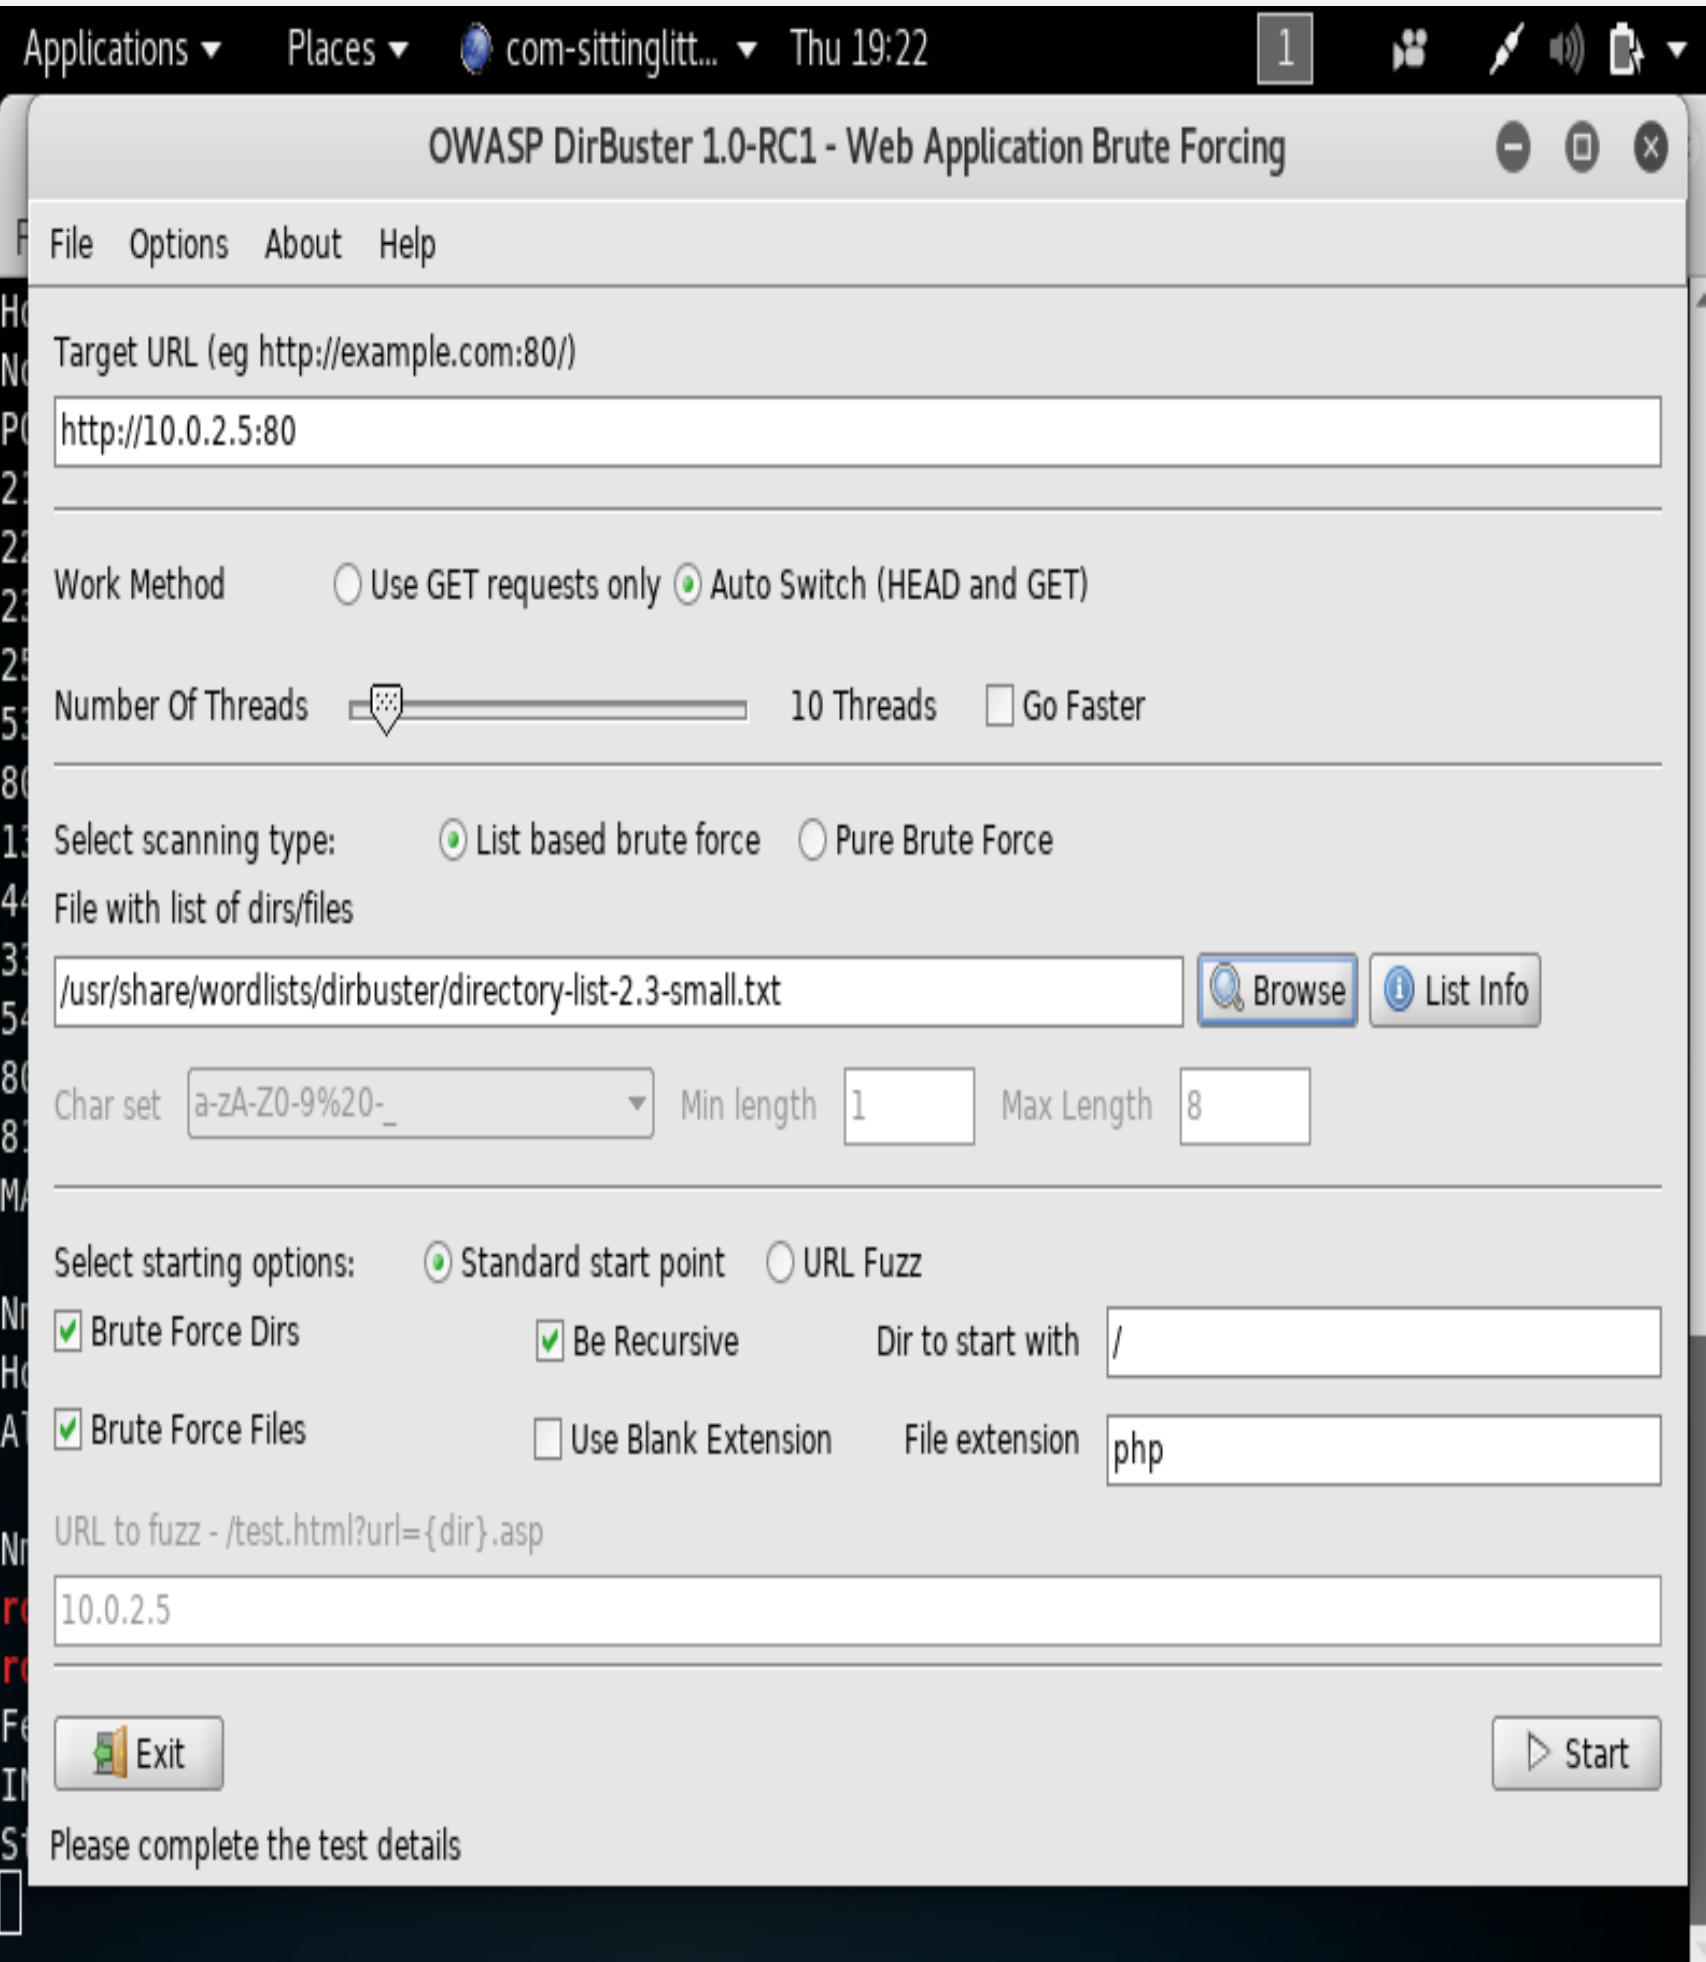 Applications Places com-sittinglitt... Thu 19:22 1
OWASP DirBuster 1.0-RC1 - Web Application Brute Forcing
File Options About Help
Target URL (eg http://example.com:80/)
http://10.0.2.5:80
Work Method Use GET requests only Auto Switch (HEAD and GET)
Number Of Threads 10 Threads Go Faster
Select scanning type: List based brute force Pure Brute Force
File with list of dirs/files
/usr/share/wordlists/dirbuster/directory-list-2.3-small.txt Browse List Info
Char set a-zA-Z0-9%20-_ Min length 1 Max Length 8
Select starting options: Standard start point URL Fuzz
Brute Force Dirs Be Recursive Dir to start with /
Brute Force Files Use Blank Extension File extension php
URL to fuzz - /test.html?url={dir}.asp
10.0.2.5
Exit Start
Please complete the test details